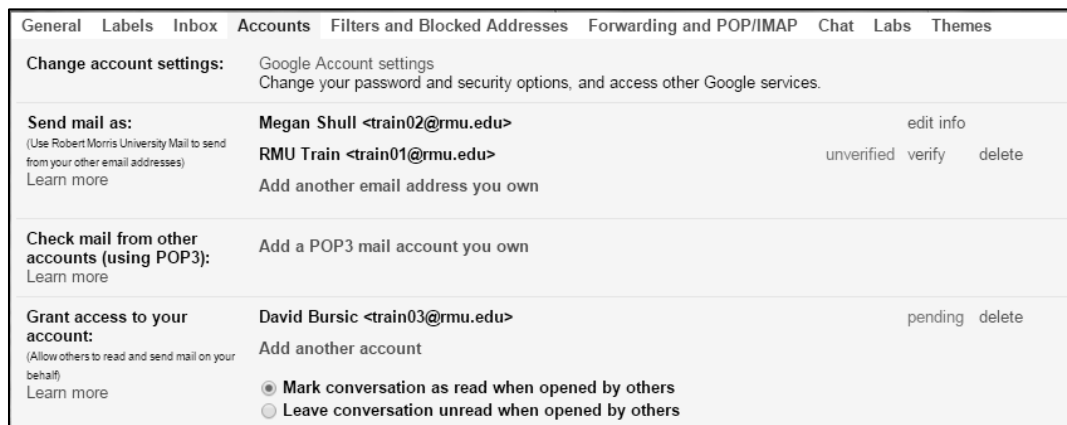 General Labels Inbox Accounts Filters and Blocked Addresses Forwarding and POP/IMAP Chat Labs Themes
Change account settings: Google Account settings
Change your password and security options, and access other Google services.
Send mail as: Megan Shull <train02@rmu.edu> edit info
(Use Robert Morris University Mail to send
from your other email addresses)
Learn more
RMU Train <train01@rmu.edu> unverified verify delete
Add another email address you own
Check mail from other
accounts (using POP3):
Learn more
Add a POP3 mail account you own
Grant access to your
account:
(Allow others to read and send mail on your
behalf)
Learn more
David Bursic <train03@rmu.edu> pending delete
Add another account
Mark conversation as read when opened by others
Leave conversation unread when opened by others